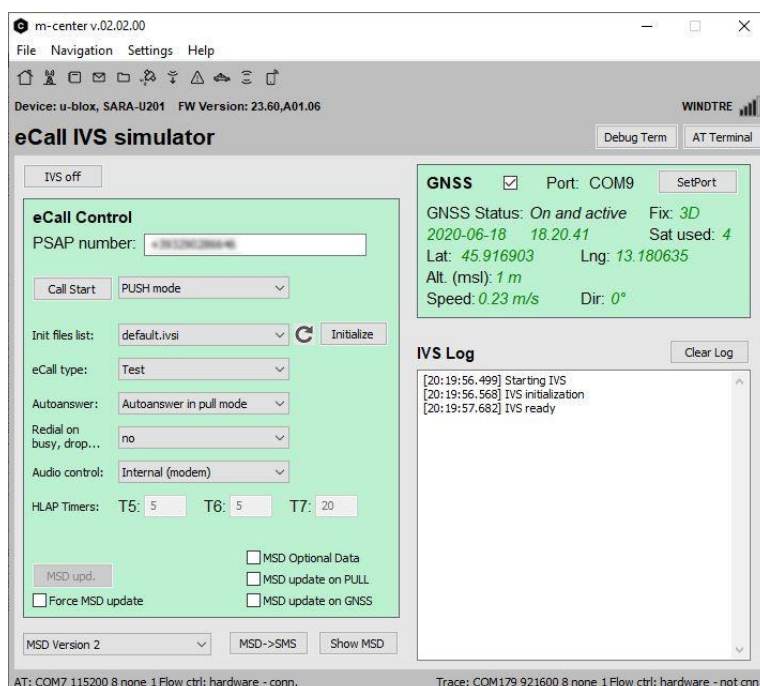 m-center v.02.02.00
File Navigation Settings Help
Device: u-blox, SARA-U201 FW Version: 23.60,A01.06
WINDTRE
eCall IVS simulator
Debug Term
AT Terminal
IVS off
eCall Control
PSAP number:
Call Start
PUSH mode
Init files list:
default.ivsi
Initialize
eCall type:
Test
Autoanswer:
Autoanswer in pull mode
Redial on
busy, drop...
no
Audio control:
Internal (modem)
HLAP Timers: T5: 5 T6: 5 T7: 20
MSD upd.
Force MSD update
MSD Optional Data
MSD update on PULL
MSD update on GNSS
MSD Version 2
MSD->SMS
Show MSD
GNSS Port: COM9 SetPort
GNSS Status: On and active Fix: 3D
2020-06-18 18.20.41 Sat used: 4
Lat: 45.916903 Lng: 13.180635
Alt. (msl): 1 m
Speed: 0.23 m/s Dir: 0°
IVS Log
Clear Log
[20:19:56.499] Starting IVS
[20:19:56.568] IVS initialization
[20:19:57.682] IVS ready
AT: COM7 115200 8 none 1 Flow ctrl: hardware - conn.
Trace: COM179 921600 8 none 1 Flow ctrl: hardware - not cnn